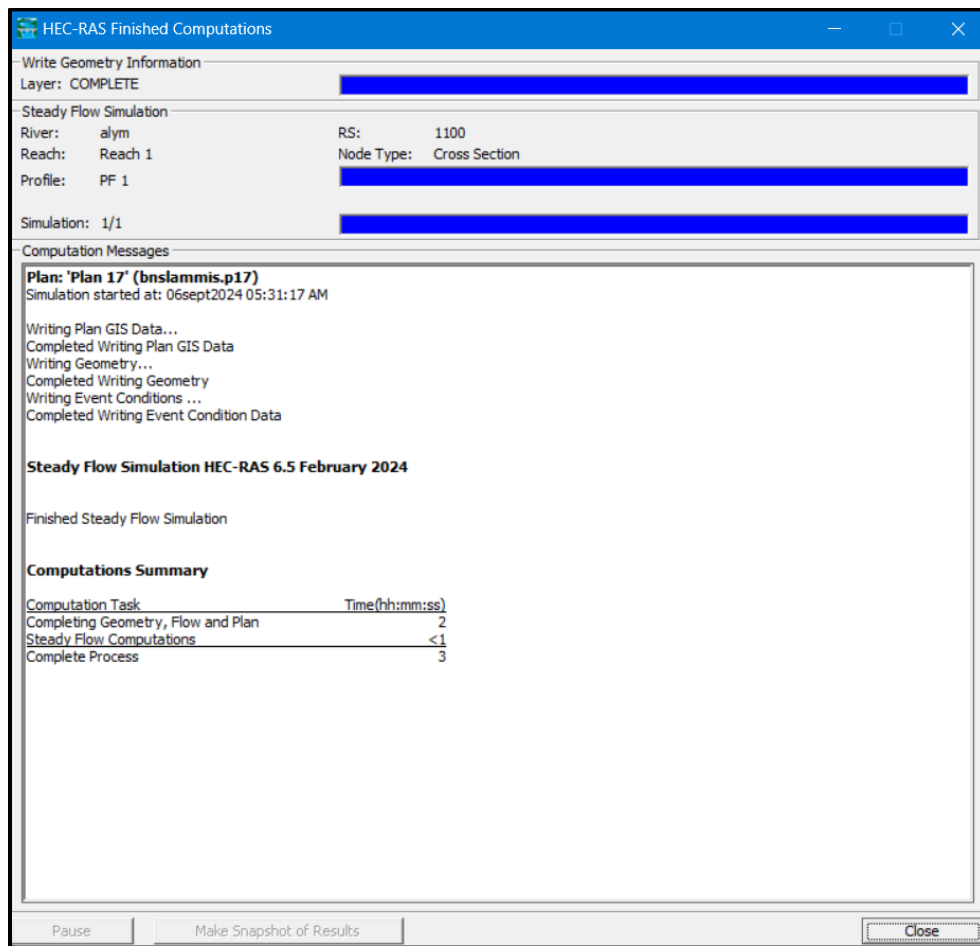 HEC-RAS Finished Computations
Write Geometry Information
Layer: COMPLETE
Steady Flow Simulation
River: alym RS: 1100
Reach: Reach 1 Node Type: Cross Section
Profile: PF 1
Simulation: 1/1
Computation Messages
Plan: 'Plan 17' (bnslammis.p17)
Simulation started at: 06sept2024 05:31:17 AM
Writing Plan GIS Data...
Completed Writing Plan GIS Data
Writing Geometry...
Completed Writing Geometry
Writing Event Conditions ...
Completed Writing Event Condition Data
Steady Flow Simulation HEC-RAS 6.5 February 2024
Finished Steady Flow Simulation
Computations Summary
Computation Task Time(hh:mm:ss)
Completing Geometry, Flow and Plan 2
Steady Flow Computations <1
Complete Process 3
Pause Make Snapshot of Results Close